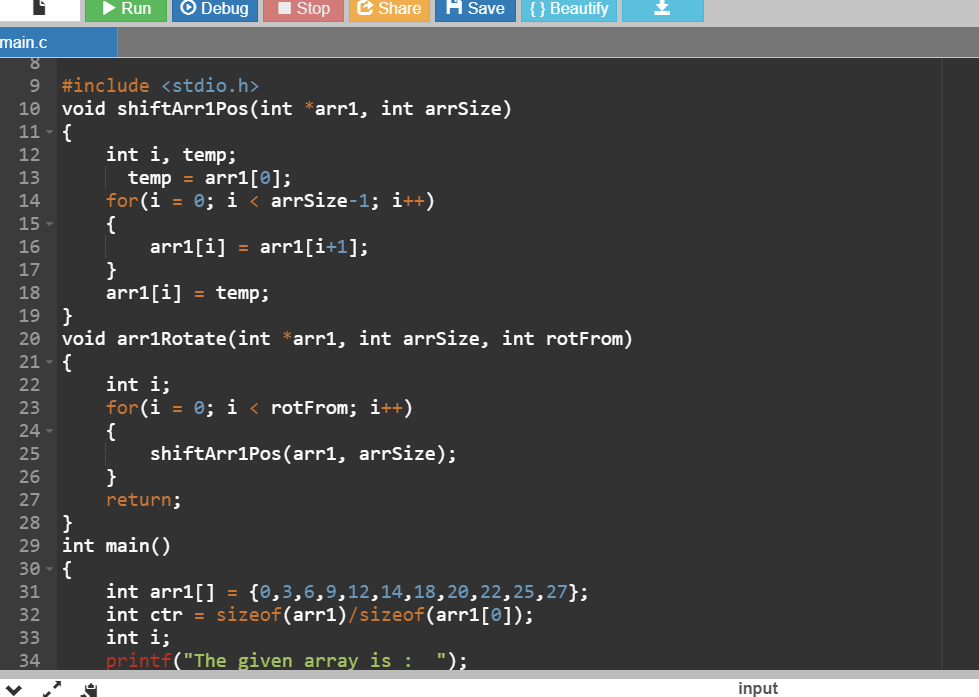 Run Debug Stop Share Save { } Beautify
main.c
8
9 #include <stdio.h>
10 void shiftArr1Pos(int *arr1, int arrSize)
11 {
12     int i, temp;
13       temp = arr1[0];
14     for(i = 0; i < arrSize-1; i++)
15     {
16         arr1[i] = arr1[i+1];
17     }
18     arr1[i] = temp;
19 }
20 void arr1Rotate(int *arr1, int arrSize, int rotFrom)
21 {
22     int i;
23     for(i = 0; i < rotFrom; i++)
24     {
25         shiftArr1Pos(arr1, arrSize);
26     }
27     return;
28 }
29 int main()
30 {
31     int arr1[] = {0,3,6,9,12,14,18,20,22,25,27};
32     int ctr = sizeof(arr1)/sizeof(arr1[0]);
33     int i;
34     printf("The given array is :  ");
input